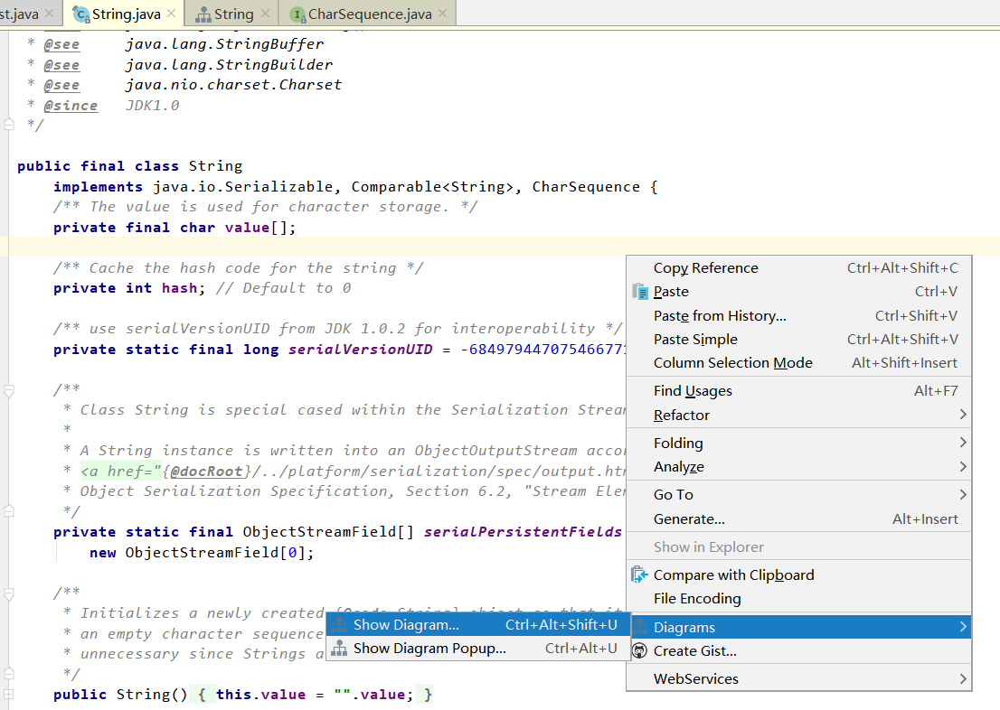 st.java String.java String CharSequence.java
* @see java.lang.StringBuffer
* @see java.lang.StringBuilder
* @see java.nio.charset.Charset
* @since JDK1.0
*/
public final class String
implements java.io.Serializable, Comparable<String>, CharSequence {
/** The value is used for character storage. */
private final char value[];
/** Cache the hash code for the string */
private int hash; // Default to 0
/** use serialVersionUID from JDK 1.0.2 for interoperability */
private static final long serialVersionUID = -6849794470754667710
/**
* Class String is special cased within the Serialization Stream
*
* A String instance is written into an ObjectOutputStream accor
* <a href="{@docRoot}/../platform/serialization/spec/output.htm
* Object Serialization Specification, Section 6.2, "Stream Elem
*/
private static final ObjectStreamField[] serialPersistentFields
new ObjectStreamField[0];
/**
* Initializes a newly created {@code String} object so that it
* an empty character sequence
* unnecessary since Strings a
*/
public String() { this.value = "".value; }
Copy Reference Ctrl+Alt+Shift+C
Paste Ctrl+V
Paste from History... Ctrl+Shift+V
Paste Simple Ctrl+Alt+Shift+V
Column Selection Mode Alt+Shift+Insert
Find Usages Alt+F7
Refactor
Folding
Analyze
Go To
Generate... Alt+Insert
Show in Explorer
Compare with Clipboard
File Encoding
Diagrams
Create Gist...
WebServices
Show Diagram... Ctrl+Alt+Shift+U
Show Diagram Popup... Ctrl+Alt+U